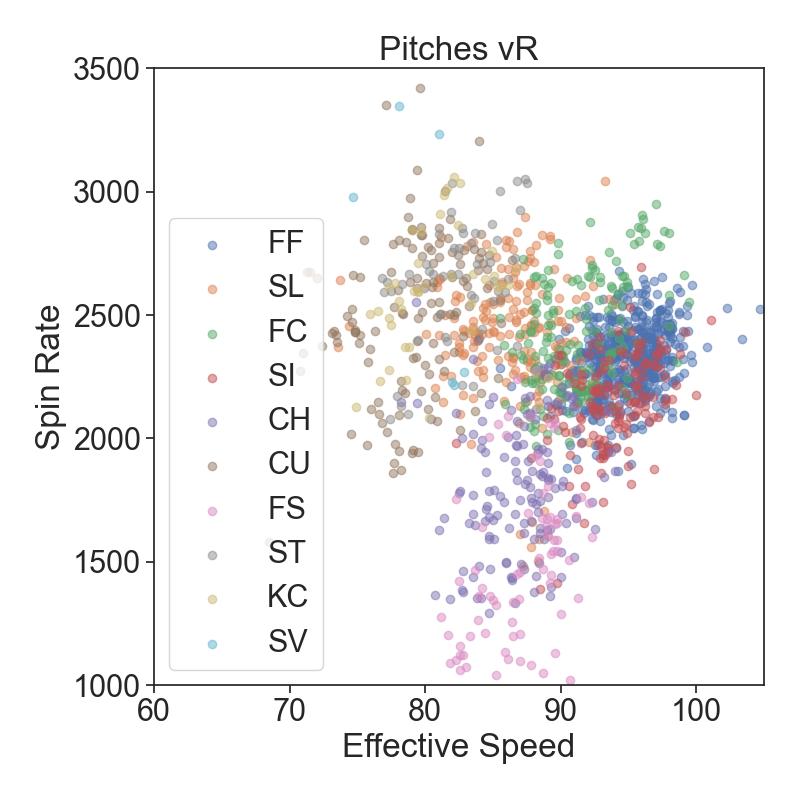 Pitches vR
3500
3000
2500
2000
1500
1000
Spin Rate
FF
SL
FC
SI
CH
CU
FS
ST
KC
SV
60 70 80 90 100
Effective Speed